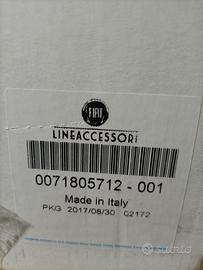 FIAT
LINEACCESSORI
0071805712 - 001
Made in Italy
PKG 2017/08/30 02172
subito